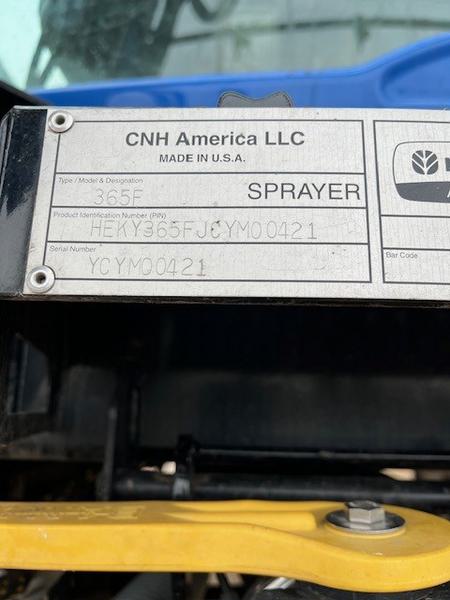 CNH America LLC
MADE IN U.S.A.
Type / Model & Designation
365F SPRAYER
Product Identification Number (PIN)
HEKY365FJCYM00421
Serial Number
YCYM00421
Bar Code